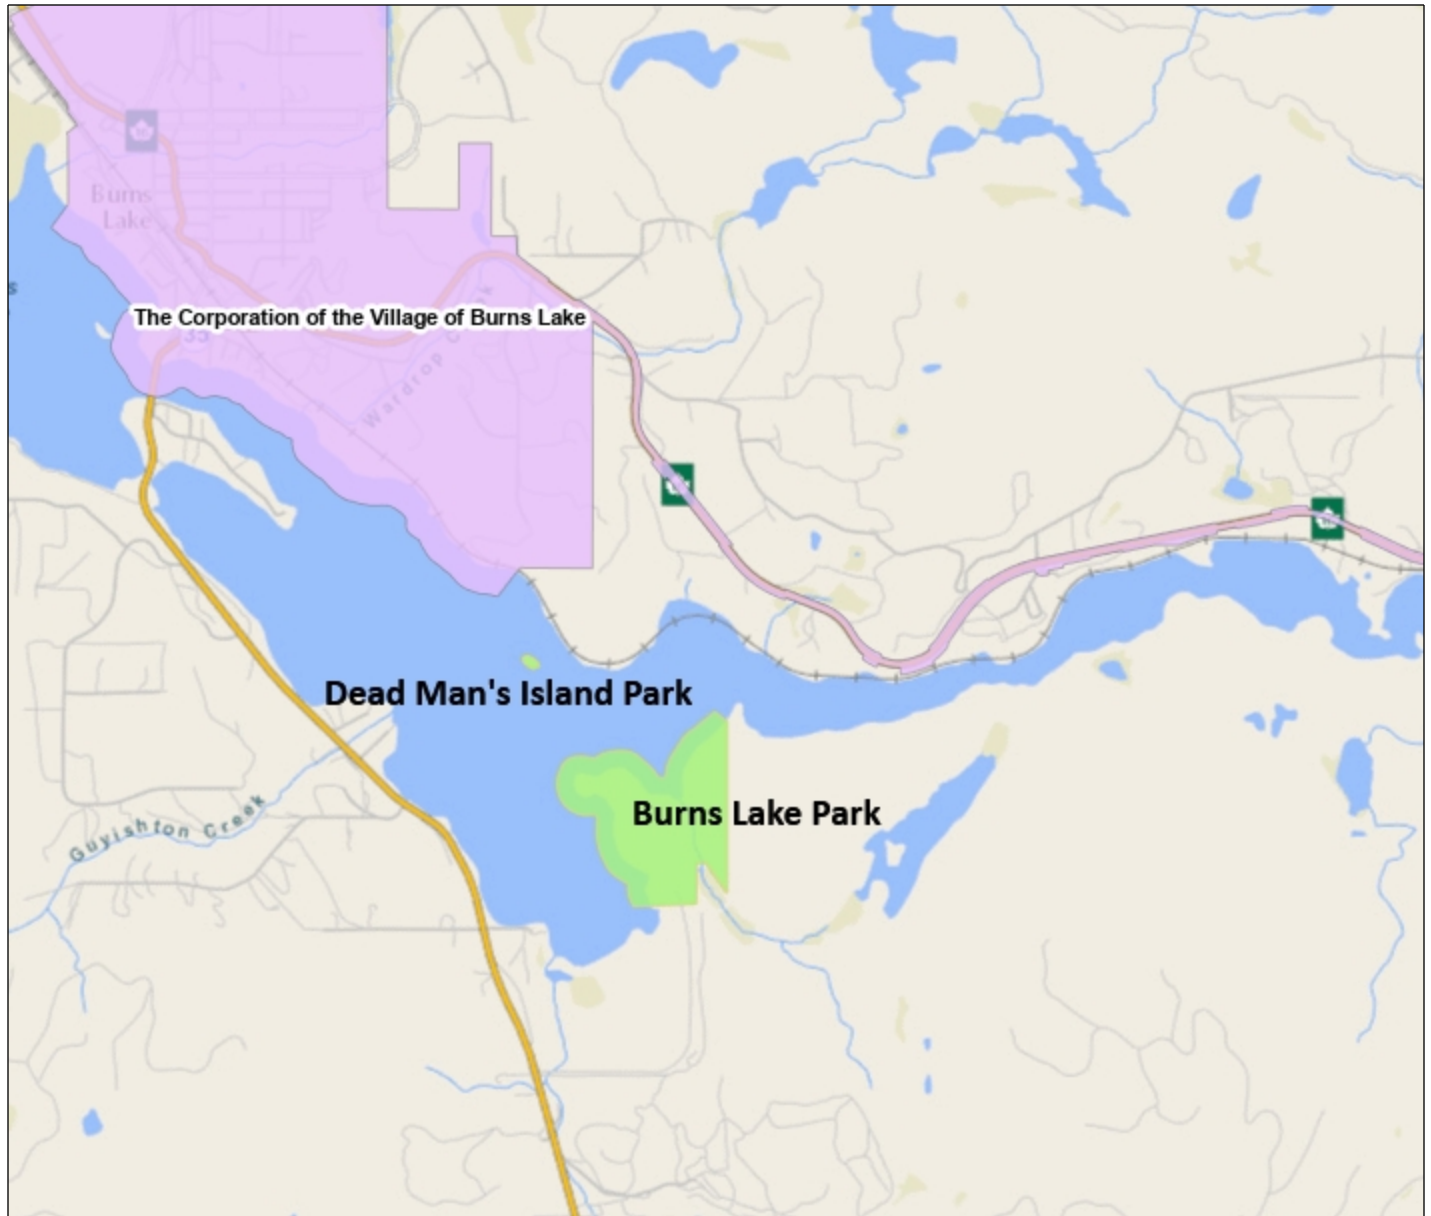 Burns
Lake
s
The Corporation of the Village of Burns Lake
35
Wardrop Creek
Dead Man's Island Park
Burns Lake Park
Guyishton Creek